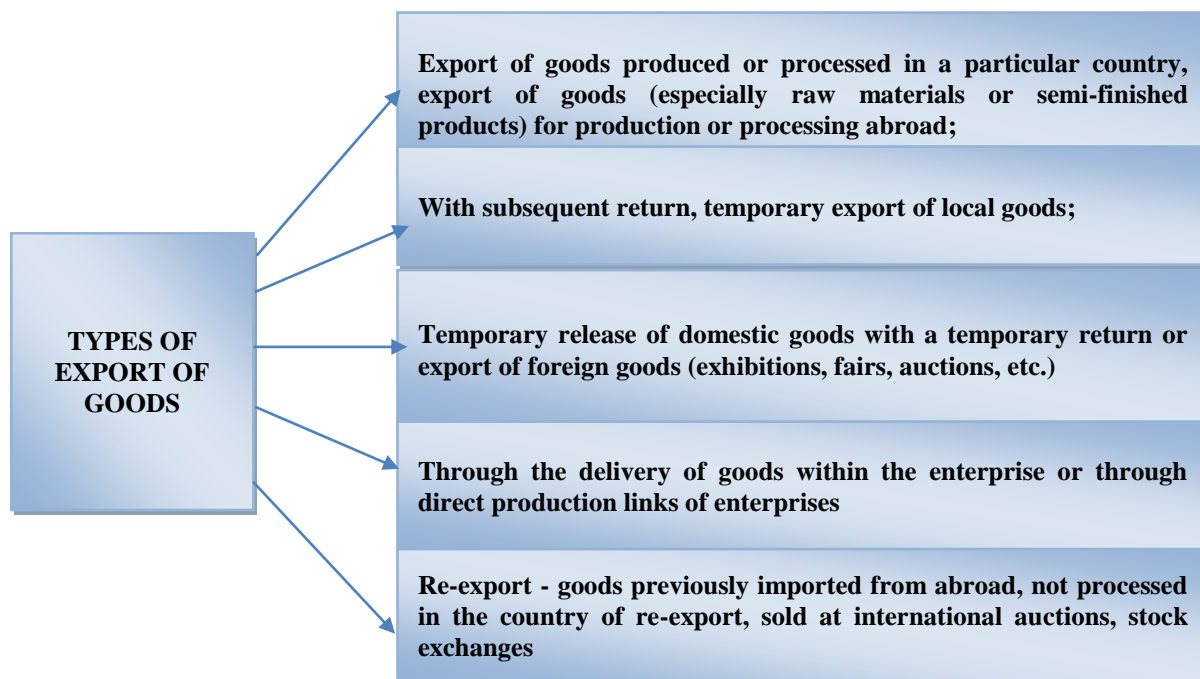 TYPES OF
EXPORT OF
GOODS
Export of goods produced or processed in a particular country,
export of goods (especially raw materials or semi-finished
products) for production or processing abroad;
With subsequent return, temporary export of local goods;
Temporary release of domestic goods with a temporary return or
export of foreign goods (exhibitions, fairs, auctions, etc.)
Through the delivery of goods within the enterprise or through
direct production links of enterprises
Re-export - goods previously imported from abroad, not processed
in the country of re-export, sold at international auctions, stock
exchanges